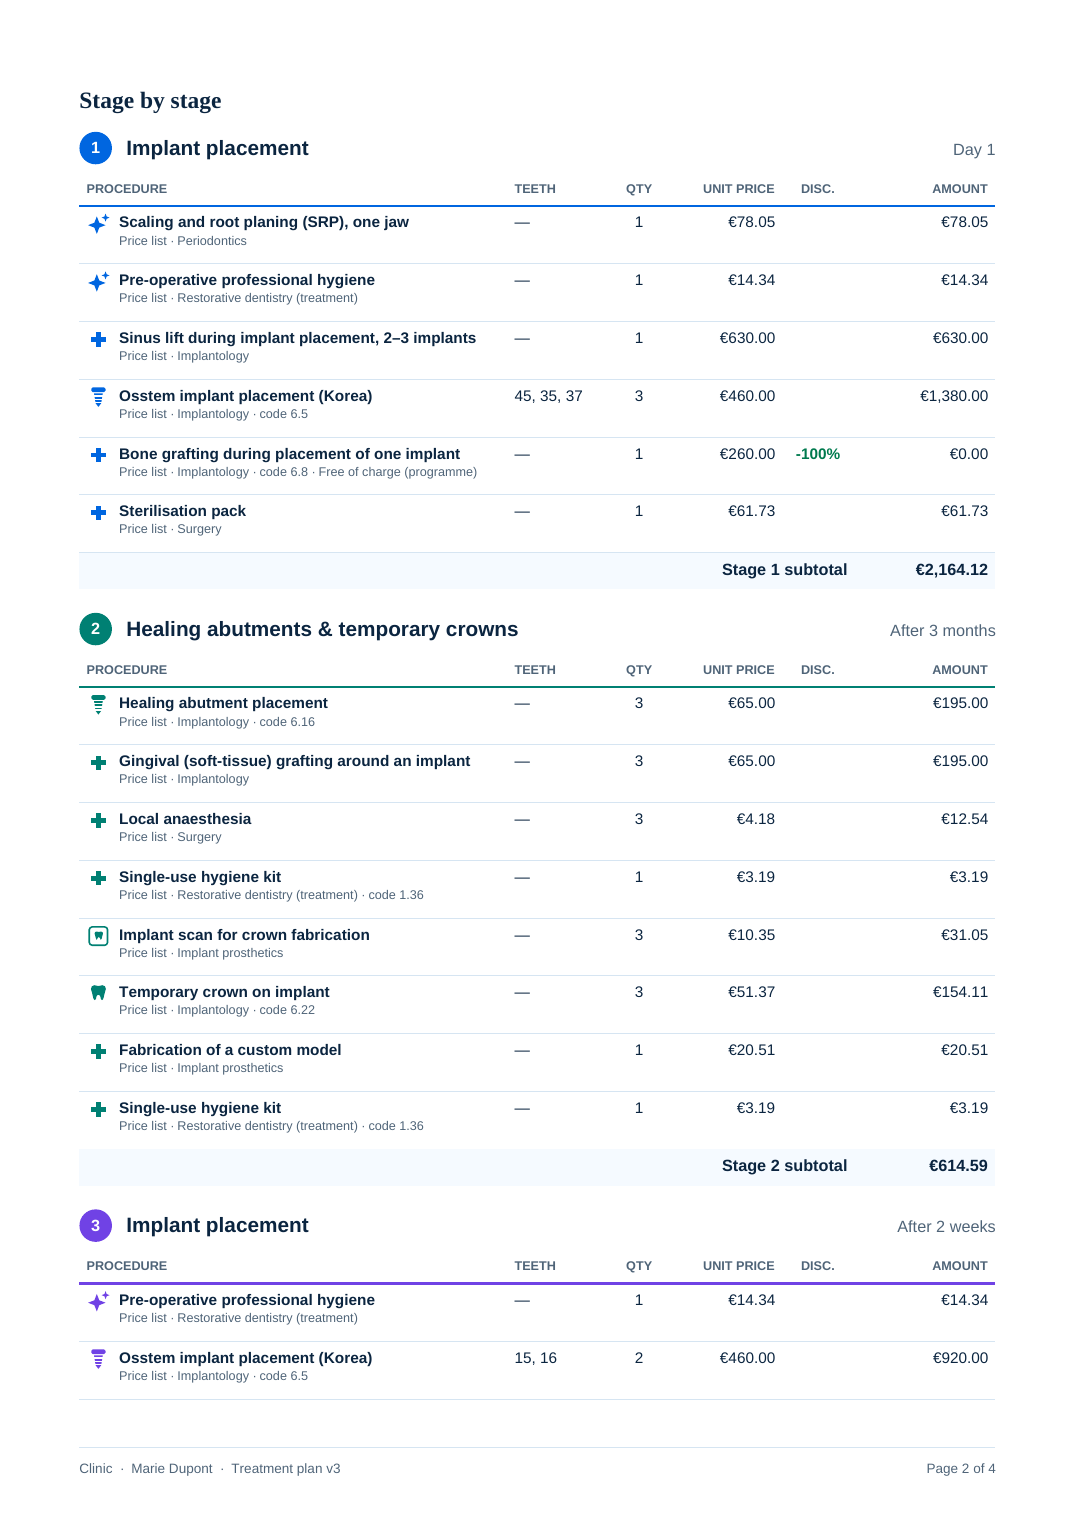 Stage by stage
1 Implant placement Day 1
PROCEDURE TEETH QTY UNIT PRICE DISC. AMOUNT
Scaling and root planing (SRP), one jaw — 1 €78.05 €78.05
Price list · Periodontics
Pre-operative professional hygiene — 1 €14.34 €14.34
Price list · Restorative dentistry (treatment)
Sinus lift during implant placement, 2–3 implants — 1 €630.00 €630.00
Price list · Implantology
Osstem implant placement (Korea) 45, 35, 37 3 €460.00 €1,380.00
Price list · Implantology · code 6.5
Bone grafting during placement of one implant — 1 €260.00 -100% €0.00
Price list · Implantology · code 6.8 · Free of charge (programme)
Sterilisation pack — 1 €61.73 €61.73
Price list · Surgery
Stage 1 subtotal €2,164.12
2 Healing abutments & temporary crowns After 3 months
PROCEDURE TEETH QTY UNIT PRICE DISC. AMOUNT
Healing abutment placement — 3 €65.00 €195.00
Price list · Implantology · code 6.16
Gingival (soft-tissue) grafting around an implant — 3 €65.00 €195.00
Price list · Implantology
Local anaesthesia — 3 €4.18 €12.54
Price list · Surgery
Single-use hygiene kit — 1 €3.19 €3.19
Price list · Restorative dentistry (treatment) · code 1.36
Implant scan for crown fabrication — 3 €10.35 €31.05
Price list · Implant prosthetics
Temporary crown on implant — 3 €51.37 €154.11
Price list · Implantology · code 6.22
Fabrication of a custom model — 1 €20.51 €20.51
Price list · Implant prosthetics
Single-use hygiene kit — 1 €3.19 €3.19
Price list · Restorative dentistry (treatment) · code 1.36
Stage 2 subtotal €614.59
3 Implant placement After 2 weeks
PROCEDURE TEETH QTY UNIT PRICE DISC. AMOUNT
Pre-operative professional hygiene — 1 €14.34 €14.34
Price list · Restorative dentistry (treatment)
Osstem implant placement (Korea) 15, 16 2 €460.00 €920.00
Price list · Implantology · code 6.5
Clinic · Marie Dupont · Treatment plan v3 Page 2 of 4